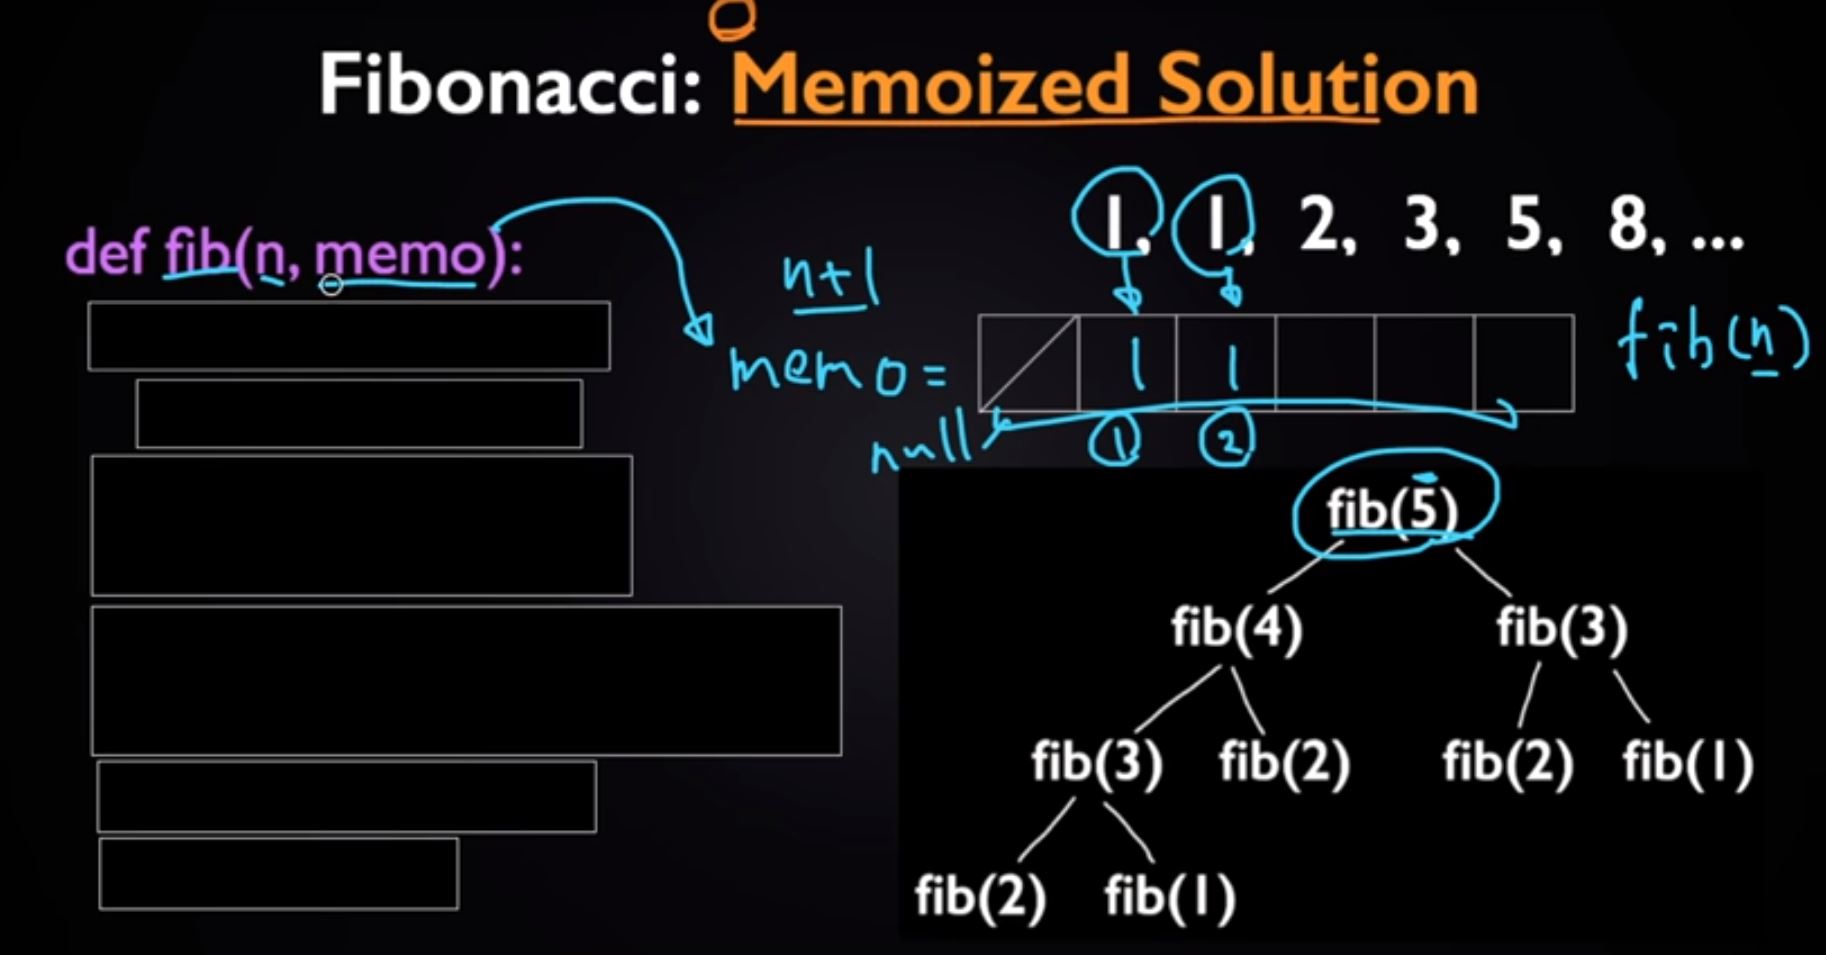 Fibonacci: Memoized Solution
1, 1, 2, 3, 5, 8, ...
def fib(n, memo):
n+1
memo =
1 1
fib(n)
null
1 2
fib(5)
fib(4) fib(3)
fib(3) fib(2) fib(2) fib(1)
fib(2) fib(1)